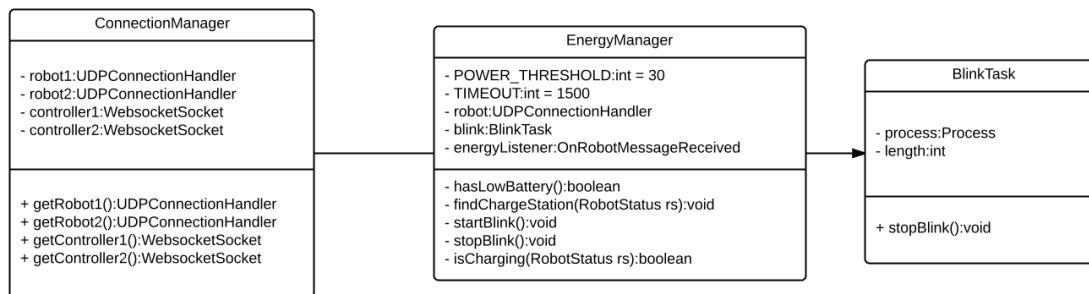 ConnectionManager
- robot1:UDPConnectionHandler
- robot2:UDPConnectionHandler
- controller1:WebsocketSocket
- controller2:WebsocketSocket
+ getRobot1():UDPConnectionHandler
+ getRobot2():UDPConnectionHandler
+ getController1():WebsocketSocket
+ getController2():WebsocketSocket
EnergyManager
- POWER_THRESHOLD:int = 30
- TIMEOUT:int = 1500
- robot:UDPConnectionHandler
- blink:BlinkTask
- energyListener:OnRobotMessageReceived
- hasLowBattery():boolean
- findChargeStation(RobotStatus rs):void
- startBlink():void
- stopBlink():void
- isCharging(RobotStatus rs):boolean
BlinkTask
- process:Process
- length:int
+ stopBlink():void